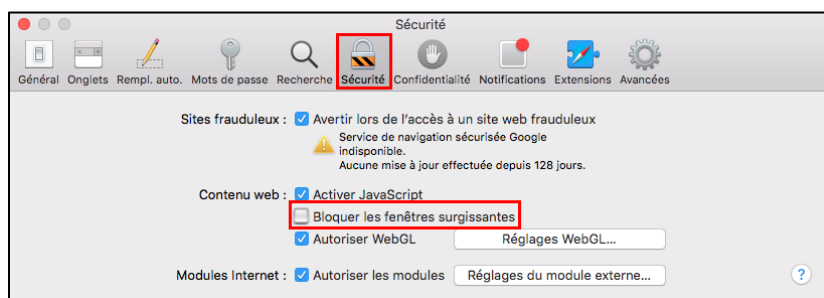 Sécurité
Général Onglets Rempl. auto. Mots de passe Recherche Sécurité Confidentialité Notifications Extensions Avancées
Sites frauduleux : Avertir lors de l'accès à un site web frauduleux
Service de navigation sécurisée Google
indisponible.
Aucune mise à jour effectuée depuis 128 jours.
Contenu web : Activer JavaScript
Bloquer les fenêtres surgissantes
Autoriser WebGL Réglages WebGL...
Modules Internet : Autoriser les modules Réglages du module externe... ?